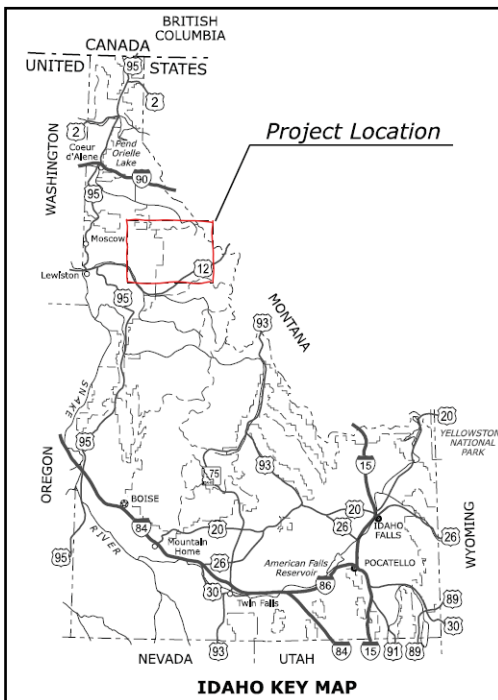 BRITISH
COLUMBIA
CANADA
UNITED STATES
95
2
2
Coeur
d'Alene
Pend
Orielle
Lake
90
WASHINGTON
Project Location
95
Moscow
12
Lewiston
95
93
MONTANA
SNAKE
20
YELLOWSTONE
NATIONAL
PARK
95
OREGON
15
75
93
BOISE
84
20
20
IDAHO
FALLS
26
26
WYOMING
RIVER
Mountain
Home
95
26
American Falls
Reservoir
POCATELLO
30
86
Twin Falls
89
30
93
84
15
91
89
NEVADA
UTAH
IDAHO KEY MAP